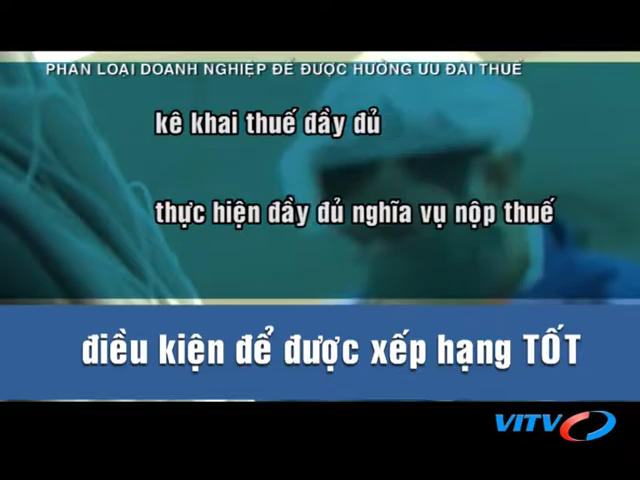 PHÂN LOẠI DOANH NGHIỆP ĐỂ ĐƯỢC HƯỞNG ƯU ĐÃI THUẾ
kê khai thuế đầy đủ
thực hiện đầy đủ nghĩa vụ nộp thuế
điều kiện để được xếp hạng TỐT
VITV